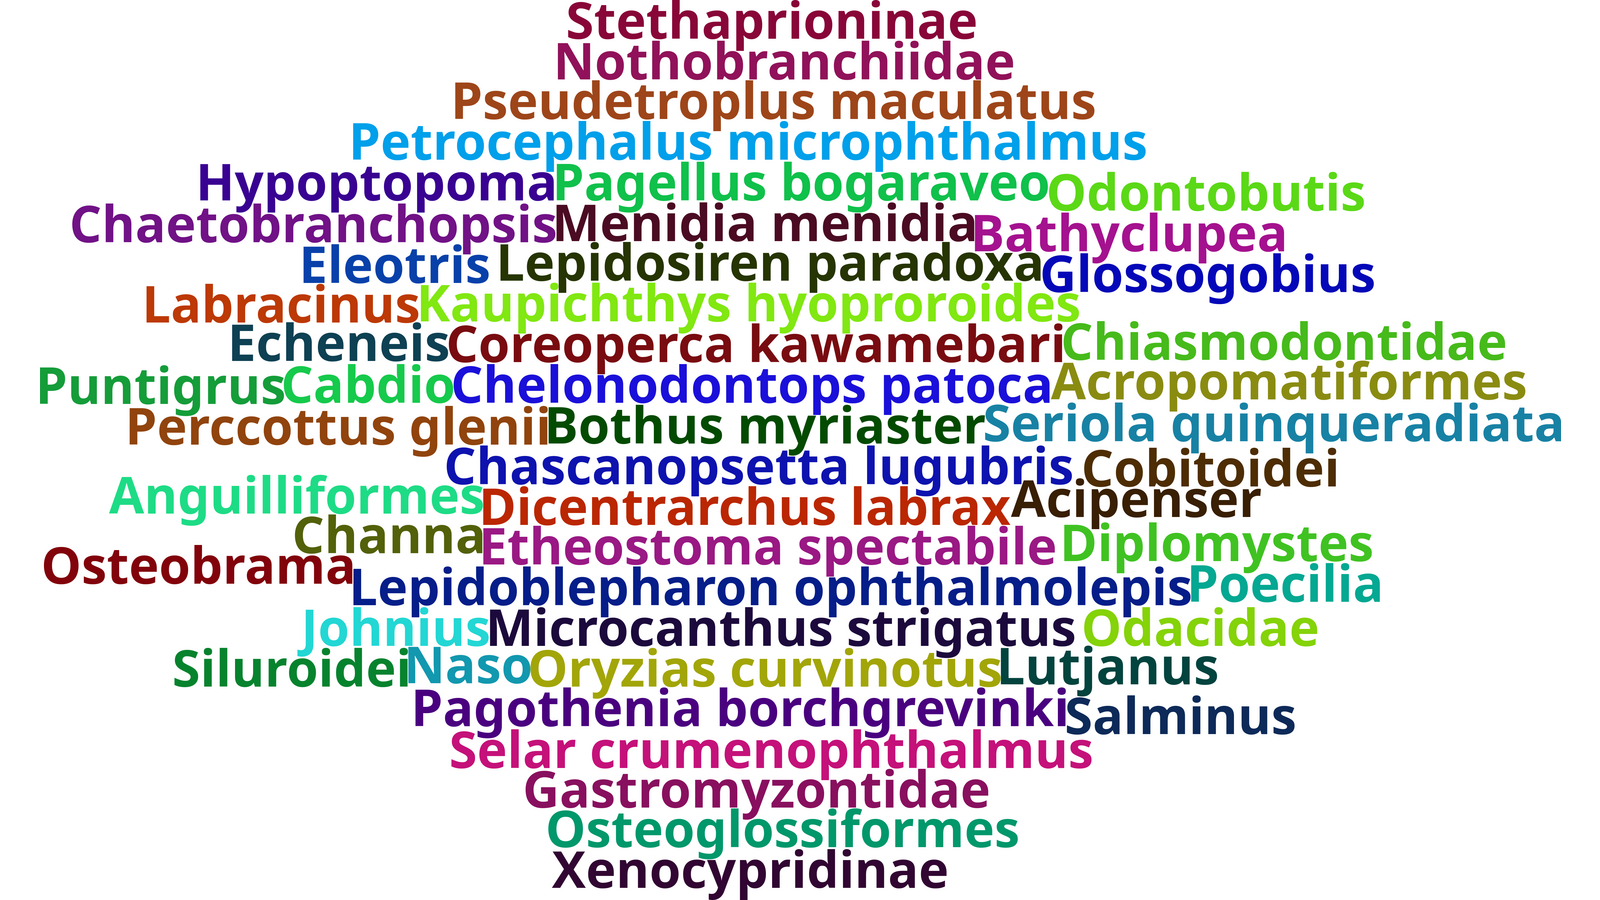 Stethaprioninae
Nothobranchiidae
Pseudetroplus maculatus
Petrocephalus microphthalmus
Hypoptopoma Pagellus bogaraveo Odontobutis
Chaetobranchopsis Menidia menidia Bathyclupea
Eleotris Lepidosiren paradoxa Glossogobius
Labracinus Kaupichthys hyoproroides
Echeneis Coreoperca kawamebari Chiasmodontidae
Puntigrus Cabdio Chelonodontops patoca Acropomatiformes
Perccottus glenii Bothus myriaster Seriola quinqueradiata
Chascanopsetta lugubris Cobitoidei
Anguilliformes Dicentrarchus labrax Acipenser
Channa Etheostoma spectabile Diplomystes
Osteobrama Lepidoblepharon ophthalmolepis Poecilia
Johnius Microcanthus strigatus Odacidae
Siluroidei Naso Oryzias curvinotus Lutjanus
Pagothenia borchgrevinki Salminus
Selar crumenophthalmus
Gastromyzontidae
Osteoglossiformes
Xenocypridinae